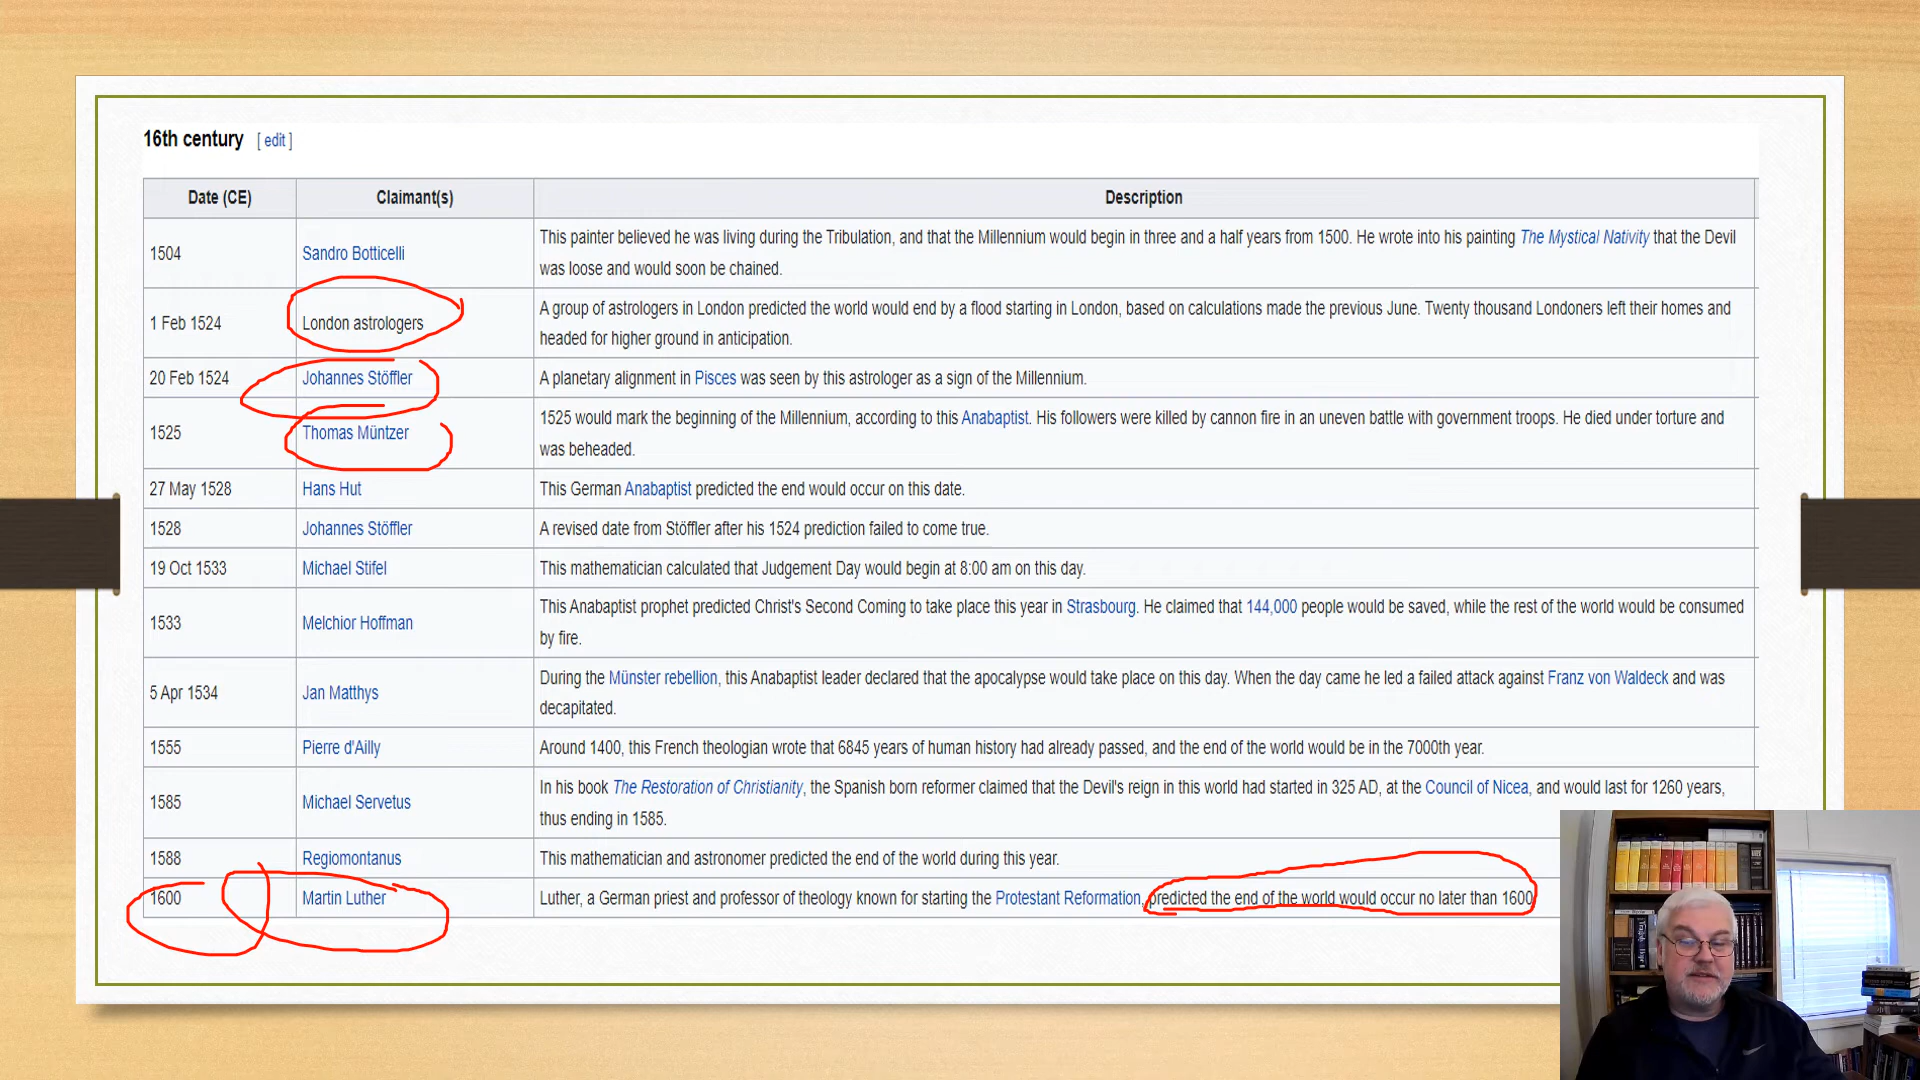 16th century [ edit ]
Date (CE) Claimant(s) Description
1504 Sandro Botticelli This painter believed he was living during the Tribulation, and that the Millennium would begin in three and a half years from 1500. He wrote into his painting The Mystical Nativity that the Devil
was loose and would soon be chained.
1 Feb 1524 London astrologers A group of astrologers in London predicted the world would end by a flood starting in London, based on calculations made the previous June. Twenty thousand Londoners left their homes and
headed for higher ground in anticipation.
20 Feb 1524 Johannes Stöffler A planetary alignment in Pisces was seen by this astrologer as a sign of the Millennium.
1525 Thomas Müntzer 1525 would mark the beginning of the Millennium, according to this Anabaptist. His followers were killed by cannon fire in an uneven battle with government troops. He died under torture and
was beheaded.
27 May 1528 Hans Hut This German Anabaptist predicted the end would occur on this date.
1528 Johannes Stöffler A revised date from Stöffler after his 1524 prediction failed to come true.
19 Oct 1533 Michael Stifel This mathematician calculated that Judgement Day would begin at 8:00 am on this day.
1533 Melchior Hoffman This Anabaptist prophet predicted Christ's Second Coming to take place this year in Strasbourg. He claimed that 144,000 people would be saved, while the rest of the world would be consumed
by fire.
5 Apr 1534 Jan Matthys During the Münster rebellion, this Anabaptist leader declared that the apocalypse would take place on this day. When the day came he led a failed attack against Franz von Waldeck and was
decapitated.
1555 Pierre d'Ailly Around 1400, this French theologian wrote that 6845 years of human history had already passed, and the end of the world would be in the 7000th year.
1585 Michael Servetus In his book The Restoration of Christianity, the Spanish born reformer claimed that the Devil's reign in this world had started in 325 AD, at the Council of Nicea, and would last for 1260 years,
thus ending in 1585.
1588 Regiomontanus This mathematician and astronomer predicted the end of the world during this year.
1600 Martin Luther Luther, a German priest and professor of theology known for starting the Protestant Reformation, predicted the end of the world would occur no later than 1600